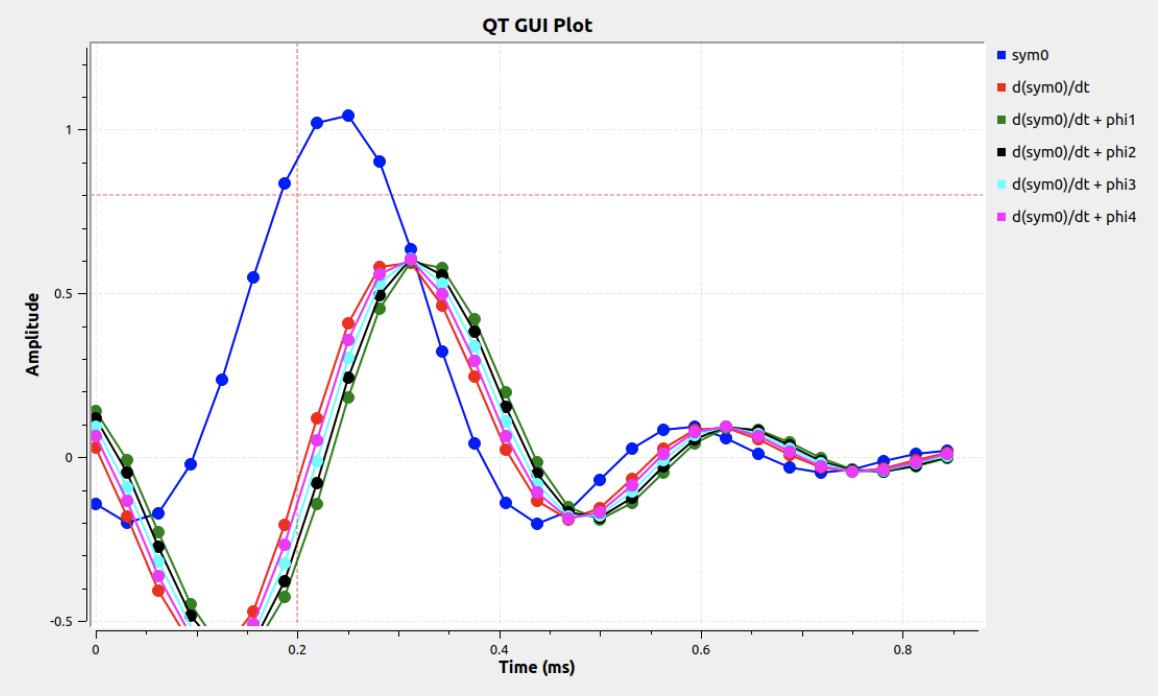 QT GUI Plot
sym0
d(sym0)/dt
d(sym0)/dt + phi1
d(sym0)/dt + phi2
d(sym0)/dt + phi3
d(sym0)/dt + phi4
Amplitude
1
0.5
0
-0.5
0 0.2 0.4 0.6 0.8
Time (ms)